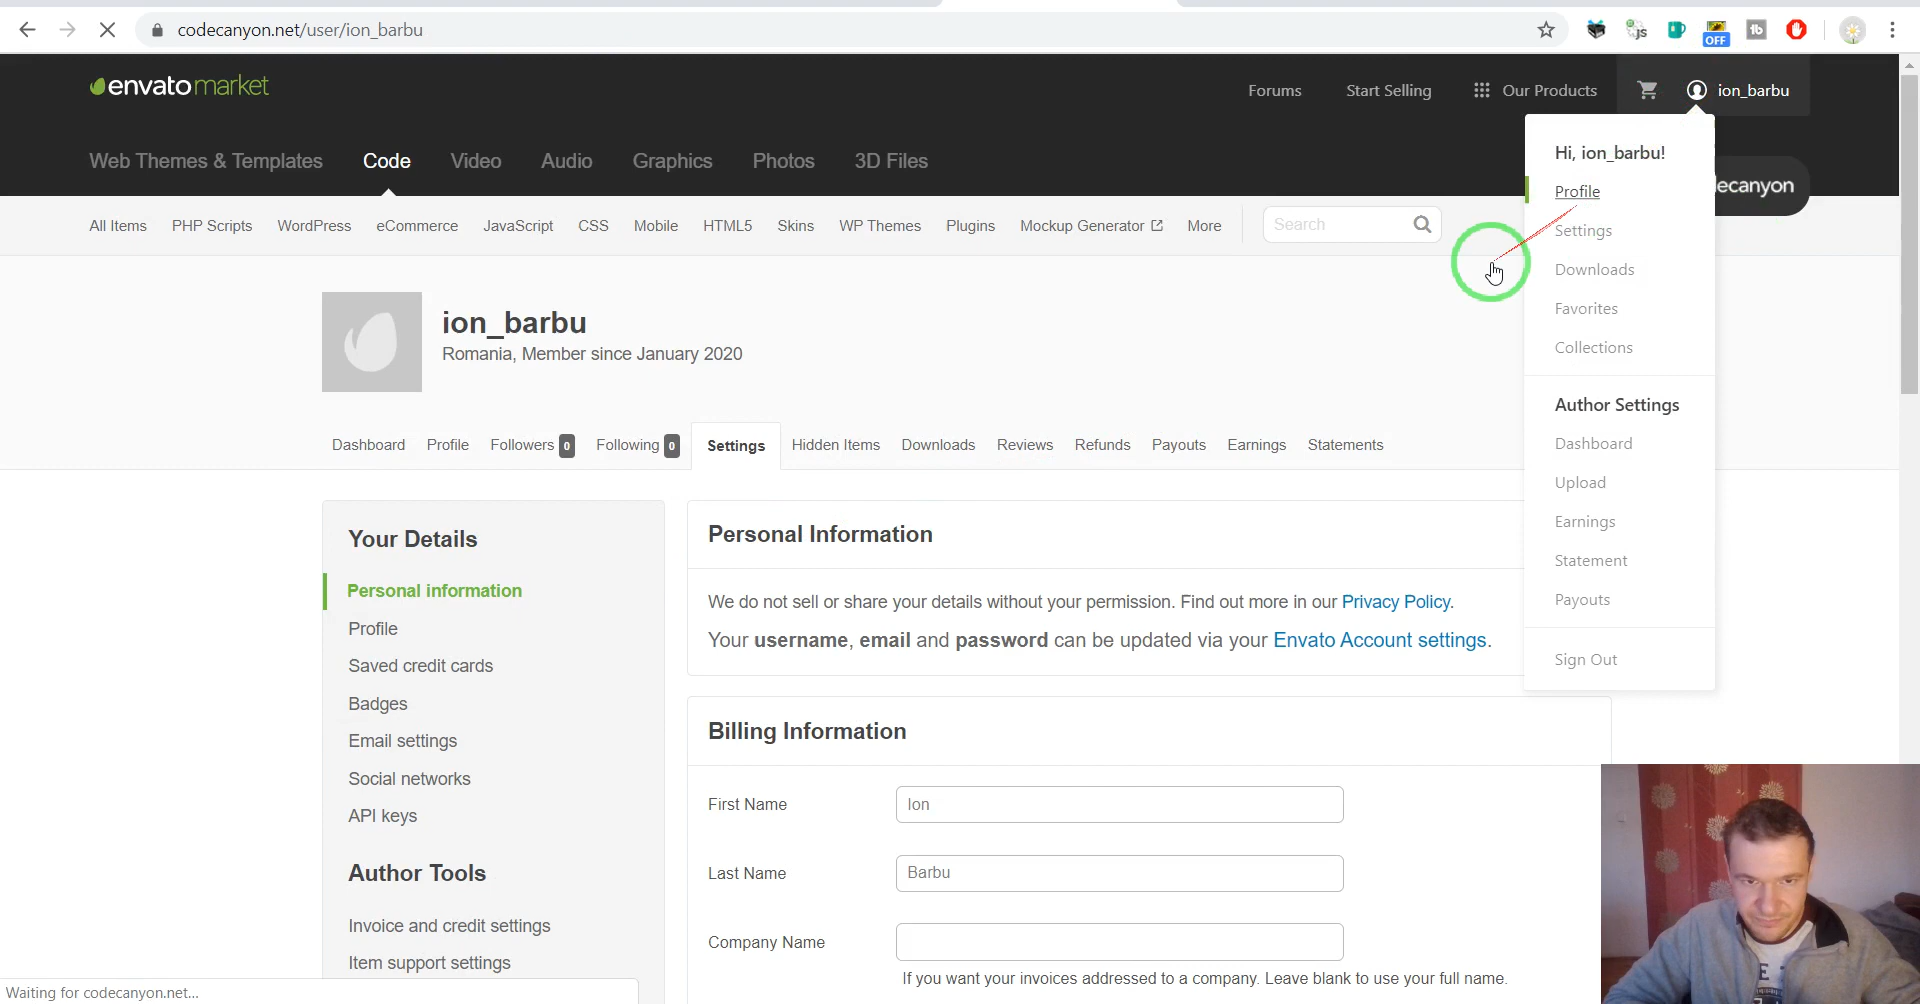 codecanyon.net/user/ion_barbu
OFF
envatomarket
Forums
Start Selling
Our Products
ion_barbu
Web Themes & Templates
Code
Video
Audio
Graphics
Photos
3D Files
Hi, ion_barbu!
Profile
Settings
Downloads
Favorites
Collections
Author Settings
Dashboard
Upload
Earnings
Statement
Payouts
Sign Out
ecanyon
All Items
PHP Scripts
WordPress
eCommerce
JavaScript
CSS
Mobile
HTML5
Skins
WP Themes
Plugins
Mockup Generator
More
Search
ion_barbu
Romania, Member since January 2020
Dashboard
Profile
Followers 0
Following 0
Settings
Hidden Items
Downloads
Reviews
Refunds
Payouts
Earnings
Statements
Your Details
Personal information
Profile
Saved credit cards
Badges
Email settings
Social networks
API keys
Author Tools
Invoice and credit settings
Item support settings
Personal Information
We do not sell or share your details without your permission. Find out more in our Privacy Policy.
Your username, email and password can be updated via your Envato Account settings.
Billing Information
First Name
Ion
Last Name
Barbu
Company Name
If you want your invoices addressed to a company. Leave blank to use your full name.
Waiting for codecanyon.net...